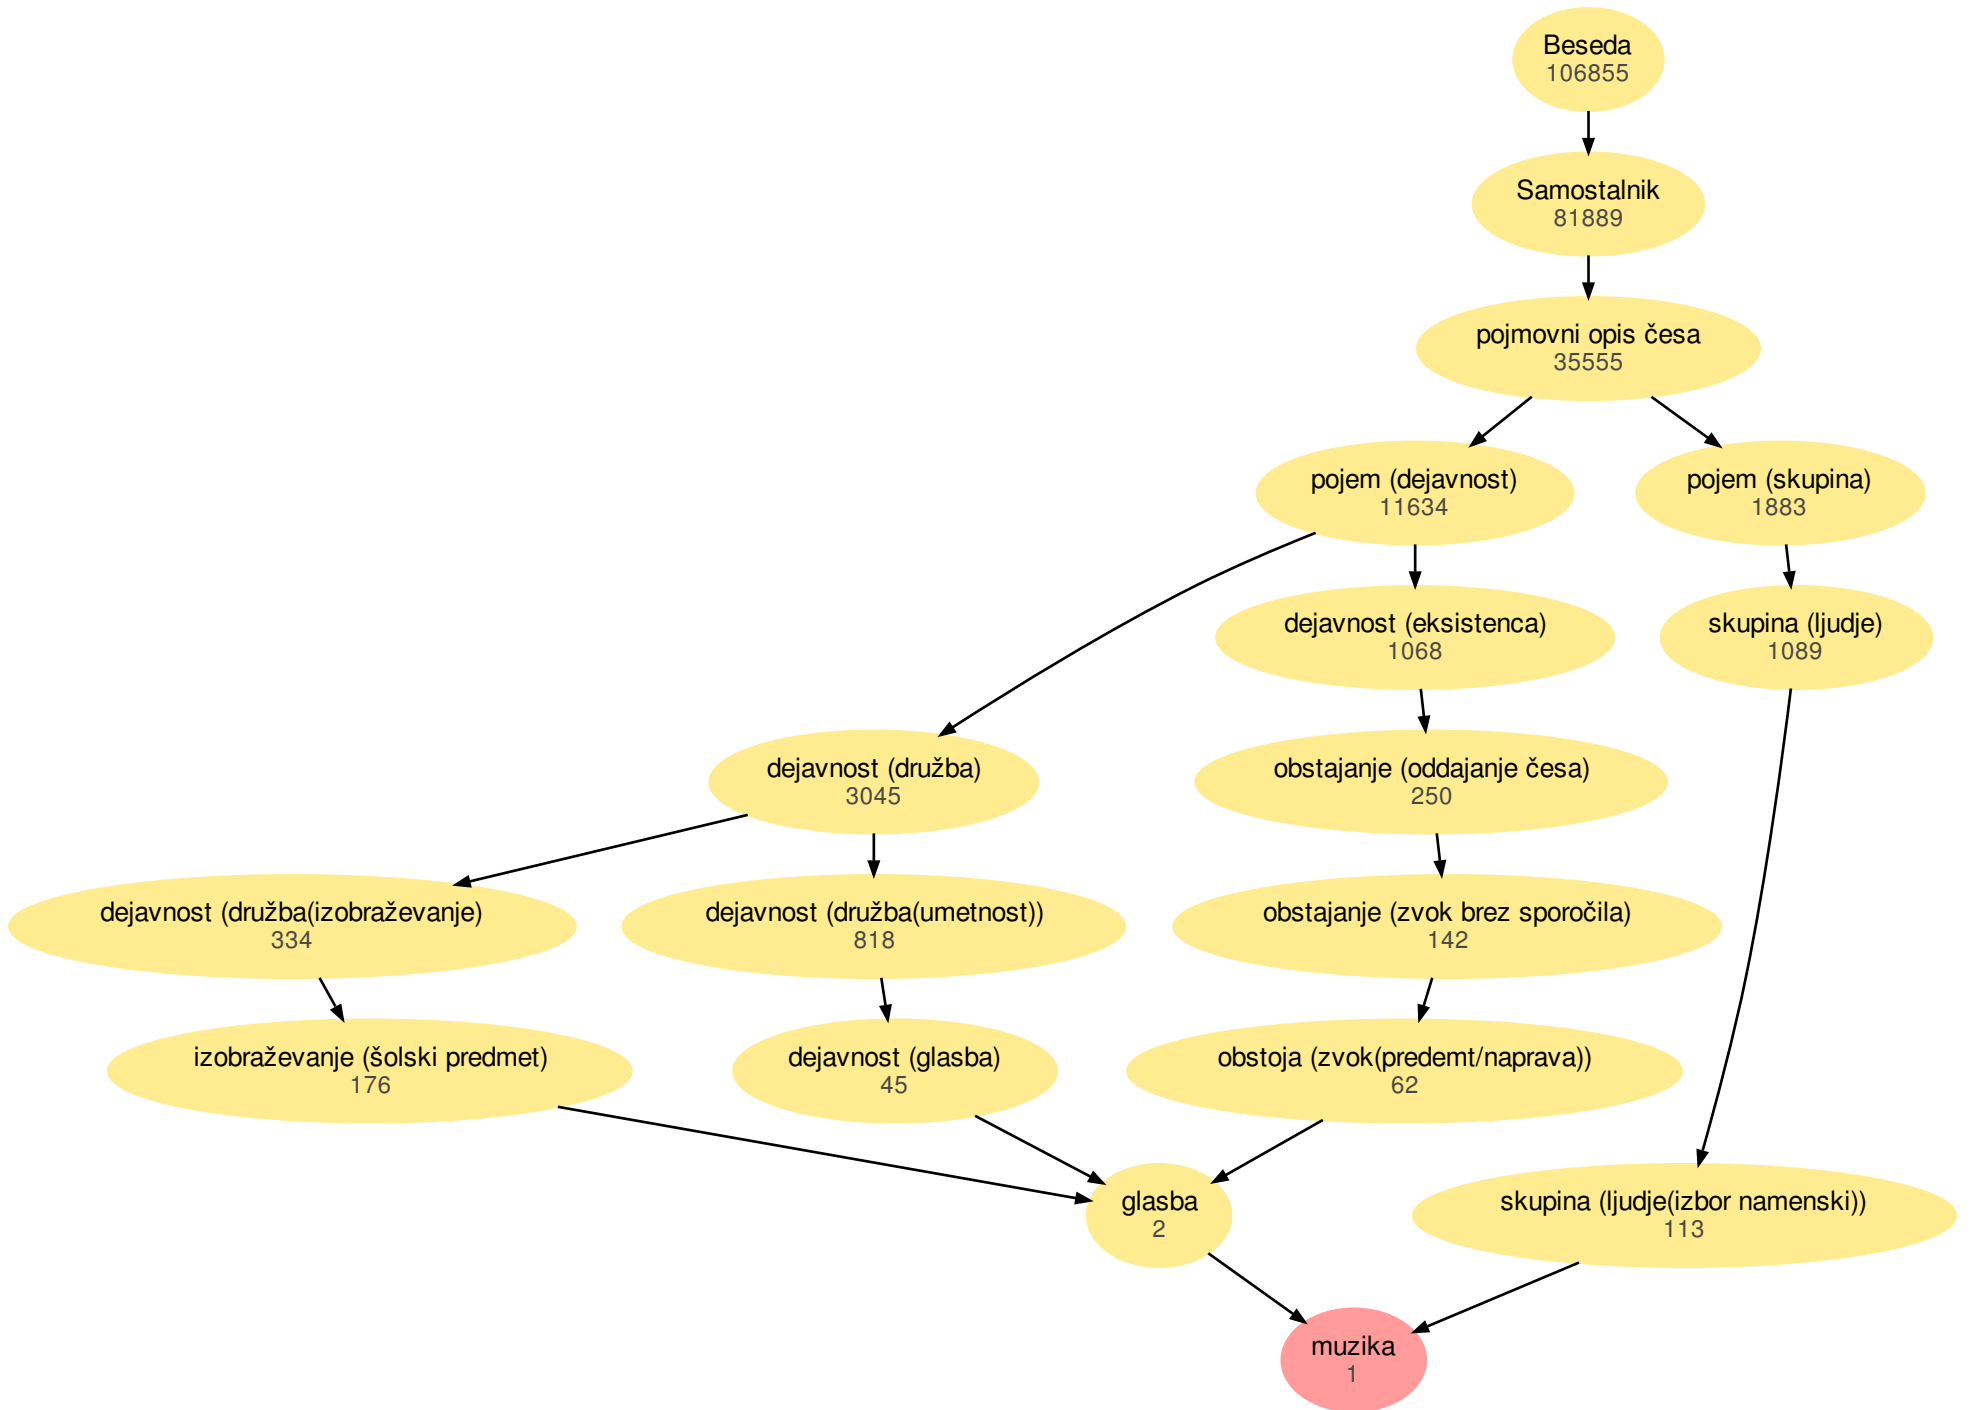 Beseda
106855
Samostalnik
81889
pojmovni opis česa
35555
pojem (dejavnost)
11634
pojem (skupina)
1883
dejavnost (eksistenca)
1068
skupina (ljudje)
1089
dejavnost (družba)
3045
obstajanje (oddajanje česa)
250
dejavnost (družba(izobraževanje)
334
dejavnost (družba(umetnost))
818
obstajanje (zvok brez sporočila)
142
izobraževanje (šolski predmet)
176
dejavnost (glasba)
45
obstoja (zvok(predemt/naprava))
62
glasba
2
skupina (ljudje(izbor namenski))
113
muzika
1